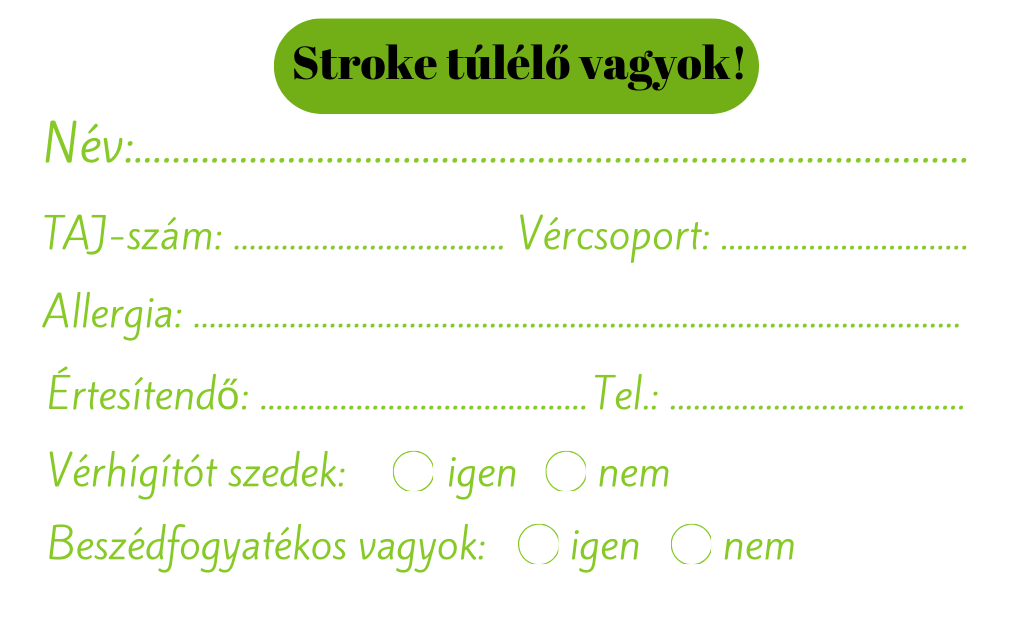 Stroke túlélő vagyok!
Név:..........................................................................................
TAJ-szám: .................................. Vércsoport: ...............................
Allergia: ................................................................................................
Értesítendő: .........................................Tel.: .....................................
Vérhígítót szedek: igen nem
Beszédfogyatékos vagyok: igen nem